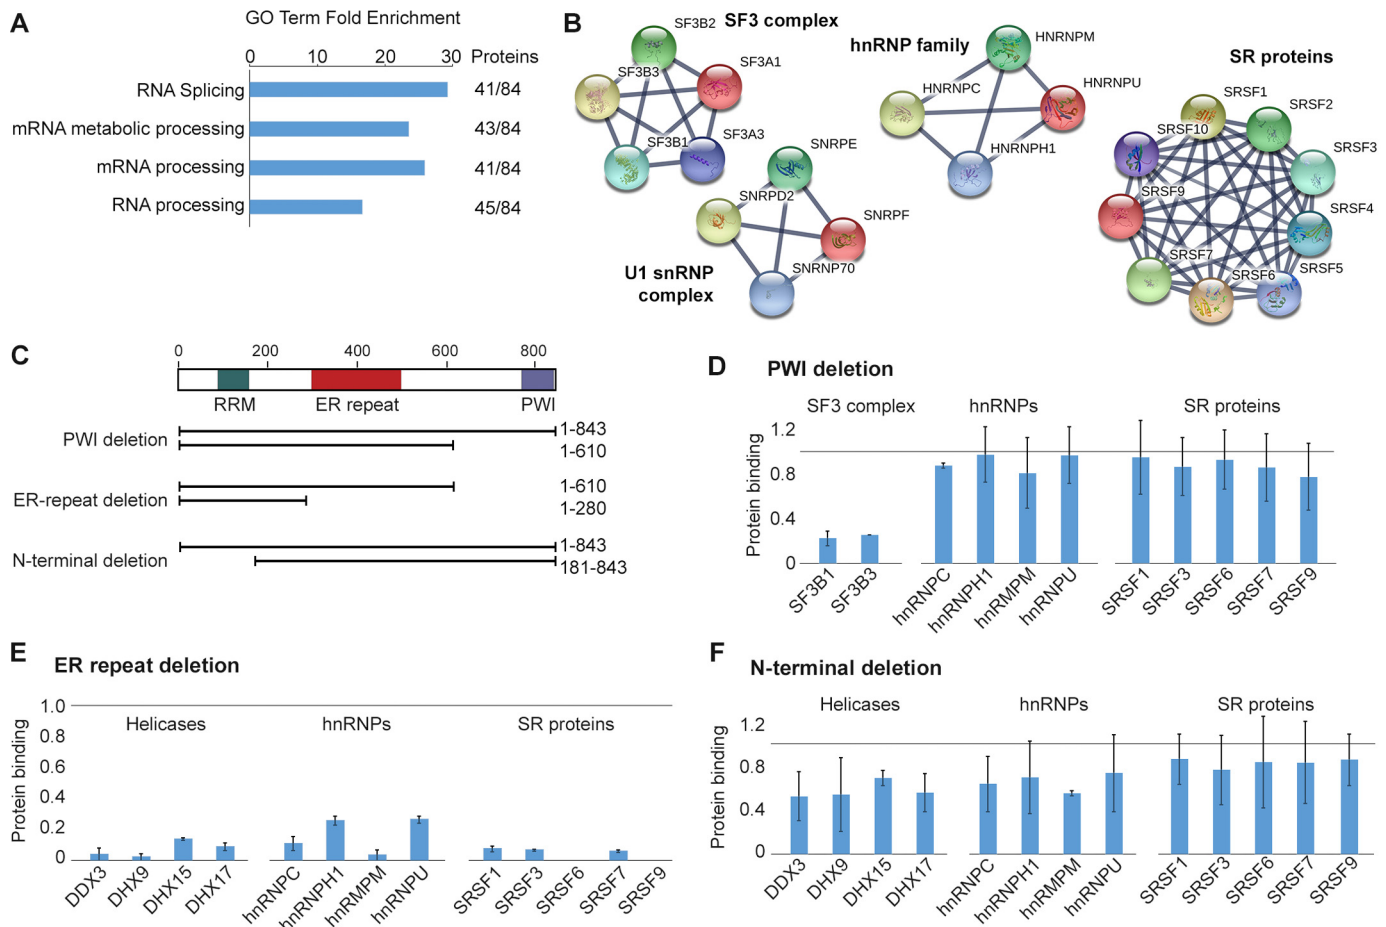 A
GO Term Fold Enrichment
0 10 20 30 Proteins
RNA Splicing 41/84
mRNA metabolic processing 43/84
mRNA processing 41/84
RNA processing 45/84
B
SF3 complex
SF3B2
SF3B3
SF3A1
SF3B1
SF3A3
SNRPE
SNRPD2
SNRPF
SNRNP70
U1 snRNP
complex
hnRNP family
HNRNPM
HNRNPC
HNRNPU
HNRNPH1
SR proteins
SRSF1
SRSF2
SRSF10
SRSF3
SRSF9
SRSF4
SRSF7
SRSF6
SRSF5
C
0 200 400 600 800
RRM ER repeat PWI
PWI deletion
1-843
1-610
ER-repeat deletion
1-610
1-280
N-terminal deletion
1-843
181-843
D
PWI deletion
SF3 complex hnRNPs SR proteins
Protein binding
1.2
0.8
0.4
0
SF3B1 SF3B3 hnRNPC hnRNPH1 hnRMPM hnRNPU SRSF1 SRSF3 SRSF6 SRSF7 SRSF9
E
ER repeat deletion
Helicases hnRNPs SR proteins
Protein binding
1.0
0.8
0.6
0.4
0.2
0
DDX3 DHX9 DHX15 DHX17 hnRNPC hnRNPH1 hnRMPM hnRNPU SRSF1 SRSF3 SRSF6 SRSF7 SRSF9
F
N-terminal deletion
Helicases hnRNPs SR proteins
Protein binding
1.2
0.8
0.4
0
DDX3 DHX9 DHX15 DHX17 hnRNPC hnRNPH1 hnRMPM hnRNPU SRSF1 SRSF3 SRSF6 SRSF7 SRSF9